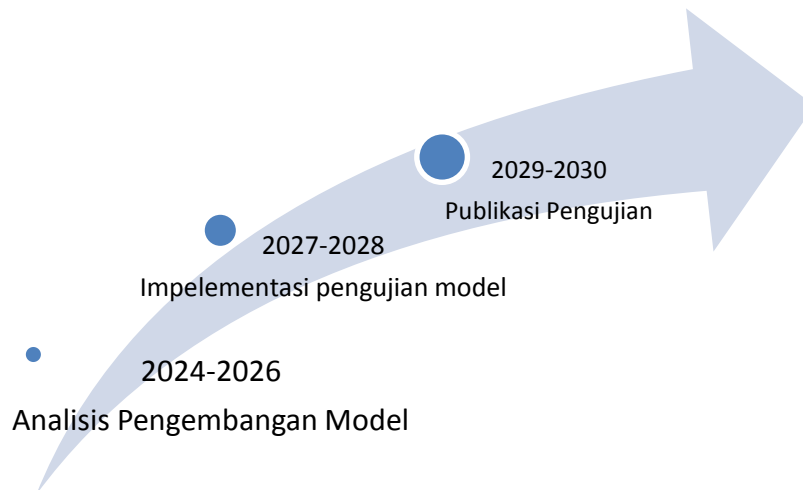 2029-2030
Publikasi Pengujian
2027-2028
Impelementasi pengujian model
2024-2026
Analisis Pengembangan Model